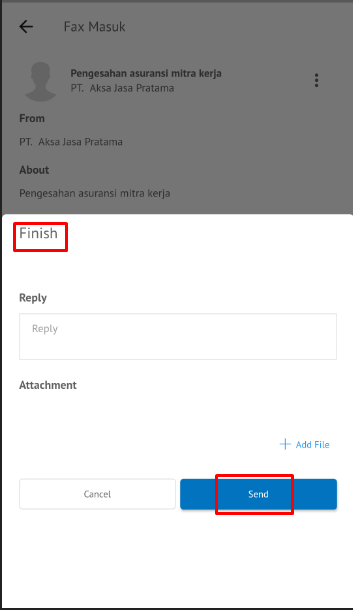 Fax Masuk
Pengesahan asuransi mitra kerja
PT. Aksa Jasa Pratama
From
PT. Aksa Jasa Pratama
About
Pengesahan asuransi mitra kerja
Finish
Reply
Reply
Attachment
Add File
Cancel
Send